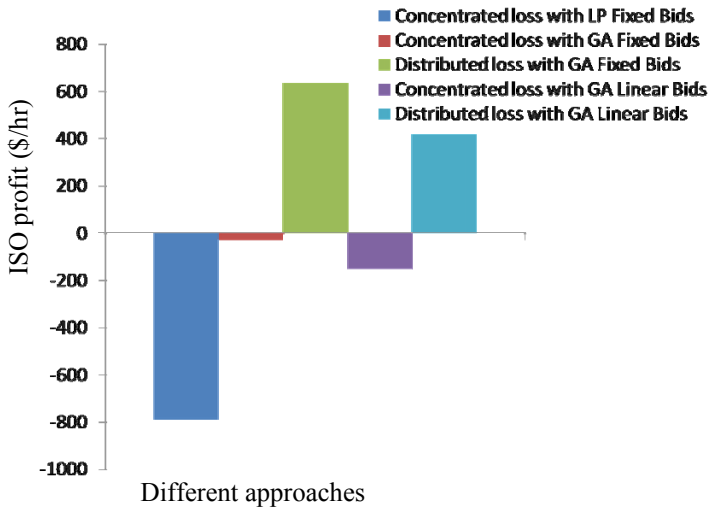 Concentrated loss with LP Fixed Bids
Concentrated loss with GA Fixed Bids
Distributed loss with GA Fixed Bids
Concentrated loss with GA Linear Bids
Distributed loss with GA Linear Bids
ISO profit ($/hr)
800
600
400
200
0
-200
-400
-600
-800
-1000
Different approaches